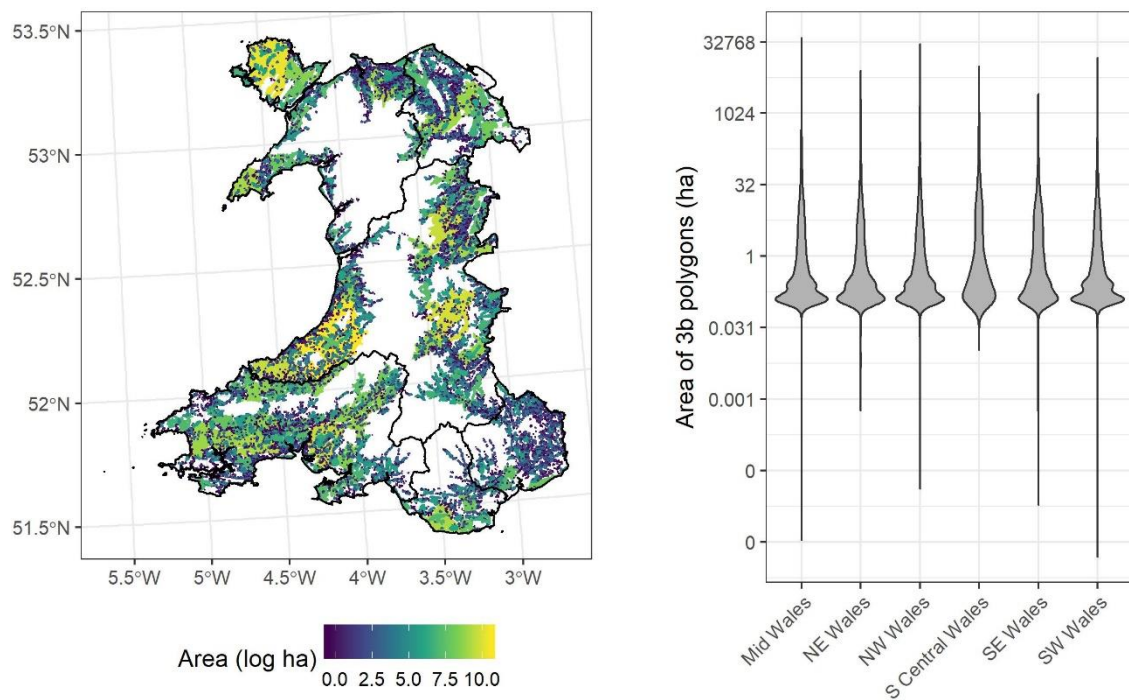 53.5°N
53°N
52.5°N
52°N
51.5°N
5.5°W 5°W 4.5°W 4°W 3.5°W 3°W
Area (log ha)
0.0 2.5 5.0 7.5 10.0
Area of 3b polygons (ha)
32768
1024
32
1
0.031
0.001
0
0
Mid Wales
NE Wales
NW Wales
S Central Wales
SE Wales
SW Wales